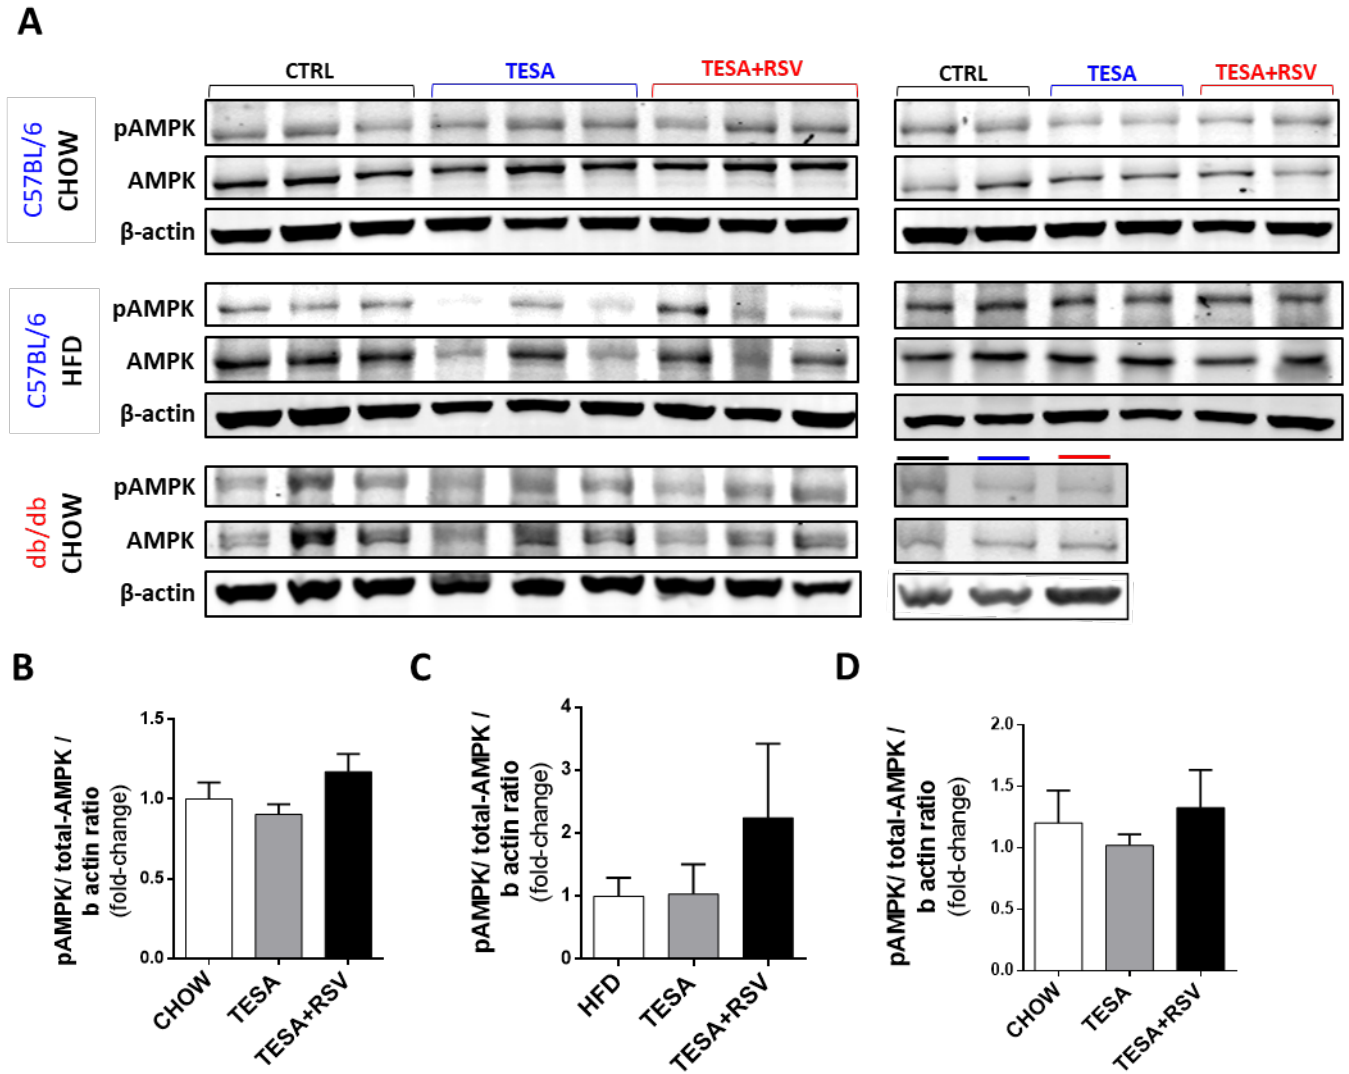 A
CTRL
TESA
TESA+RSV
CTRL
TESA
TESA+RSV
C57BL/6
CHOW
pAMPK
AMPK
β-actin
C57BL/6
HFD
pAMPK
AMPK
β-actin
db/db
CHOW
pAMPK
AMPK
β-actin
B
pAMPK/ total-AMPK /
b actin ratio
(fold-change)
1.5
1.0
0.5
0.0
CHOW
TESA
TESA+RSV
C
pAMPK/ total-AMPK /
b actin ratio
(fold-change)
4
3
2
1
0
HFD
TESA
TESA+RSV
D
pAMPK/ total-AMPK /
b actin ratio
(fold-change)
2.0
1.5
1.0
0.5
0.0
CHOW
TESA
TESA+RSV